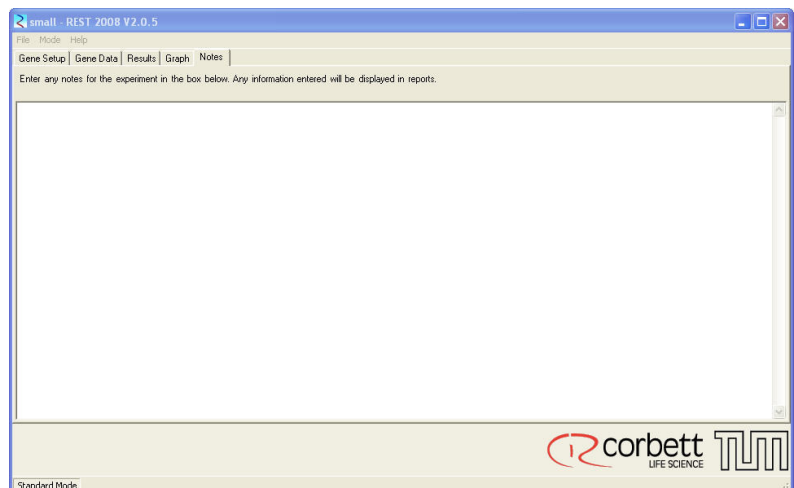 small - REST 2008 V2.0.5
File Mode Help
Gene Setup Gene Data Results Graph Notes
Enter any notes for the experiment in the box below. Any information entered will be displayed in reports.
corbett
LIFE SCIENCE
TUM
Standard Mode